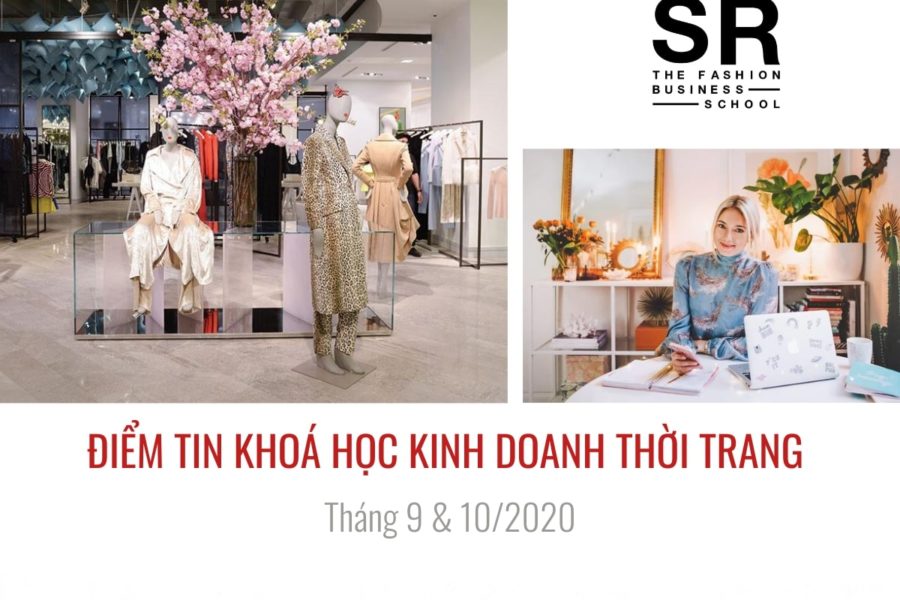 SR
THE FASHION
BUSINESS
SCHOOL
ĐIỂM TIN KHOÁ HỌC KINH DOANH THỜI TRANG
Tháng 9 & 10/2020